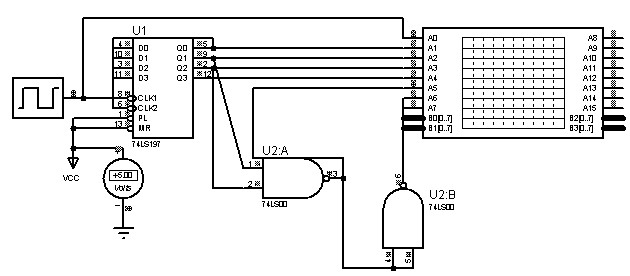 U1
4 D0 Q0 5
10 D1 Q1 9
3 D2 Q2 2
11 D3 Q3 12
8 CLK1
6 CLK2
1 PL
13 MR
74LS197
VCC
+5.00
Volts
U2:A
1
2
3
74LS00
U2:B
6
74LS00
4
5
A0 A8
A1 A9
A2 A10
A3 A11
A4 A12
A5 A13
A6 A14
A7 A15
B0[0..7] B2[0..7]
B1[0..7] B3[0..7]